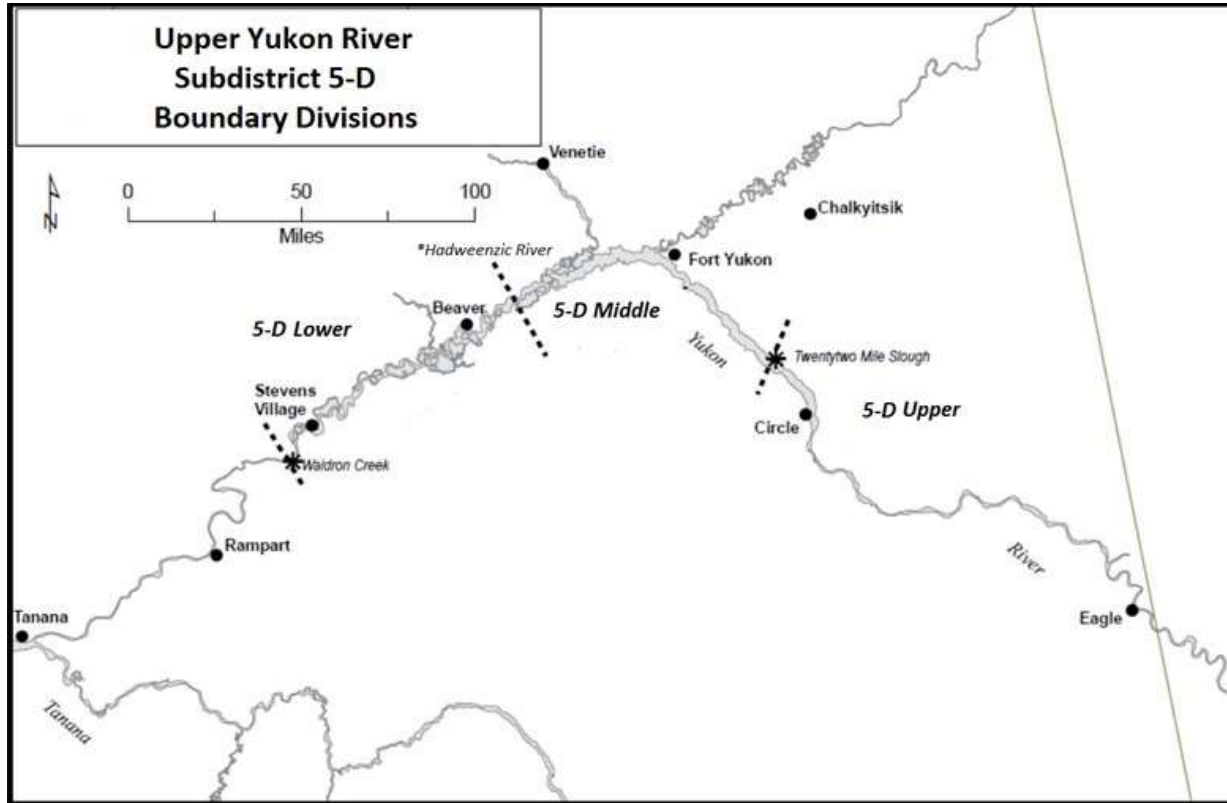 Upper Yukon River
Subdistrict 5-D
Boundary Divisions
Venetie
0 50 100
Miles
N
Chalkyitsik
*Hadweenzic River
Fort Yukon
Beaver
5-D Middle
5-D Lower
Yukon
Twentytwo Mile Slough
Stevens
Village
5-D Upper
Circle
Waldron Creek
Rampart
River
Tanana
Eagle
Tanana